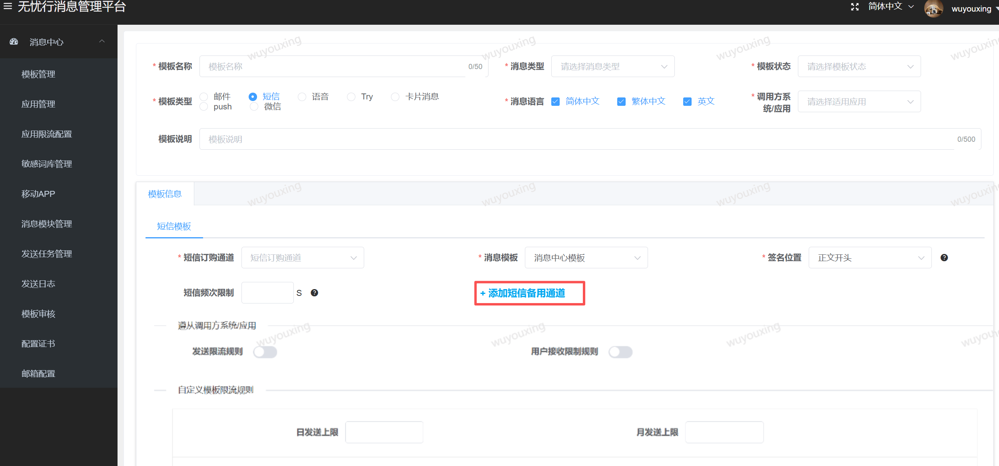 无忧行消息管理平台
简体中文
wuyouxing
消息中心
模板管理
应用管理
应用限流配置
敏感词库管理
移动APP
消息模块管理
发送任务管理
发送日志
模板审核
配置证书
邮箱配置
* 模板名称 模板名称 0/50 * 消息类型 请选择消息类型 * 模板状态 请选择模板状态
* 模板类型 邮件 短信 语音 Try 卡片消息
push 微信
* 消息语言 简体中文 繁体中文 英文
* 调用方系
统/应用 请选择适用应用
模板说明 模板说明 0/500
模板信息
短信模板
* 短信订购通道 短信订购通道 * 消息模板 消息中心模板 * 签名位置 正文开头 ?
短信频次限制 S ? + 添加短信备用通道
遵从调用方系统/应用
发送限流规则 用户接收限制规则
自定义模板限流规则
日发送上限 月发送上限
wuyouxing wuyouxing wuyouxing wuyouxing
wuyouxing wuyouxing wuyouxing wuyouxing
wuyouxing wuyouxing wuyouxing wuyou